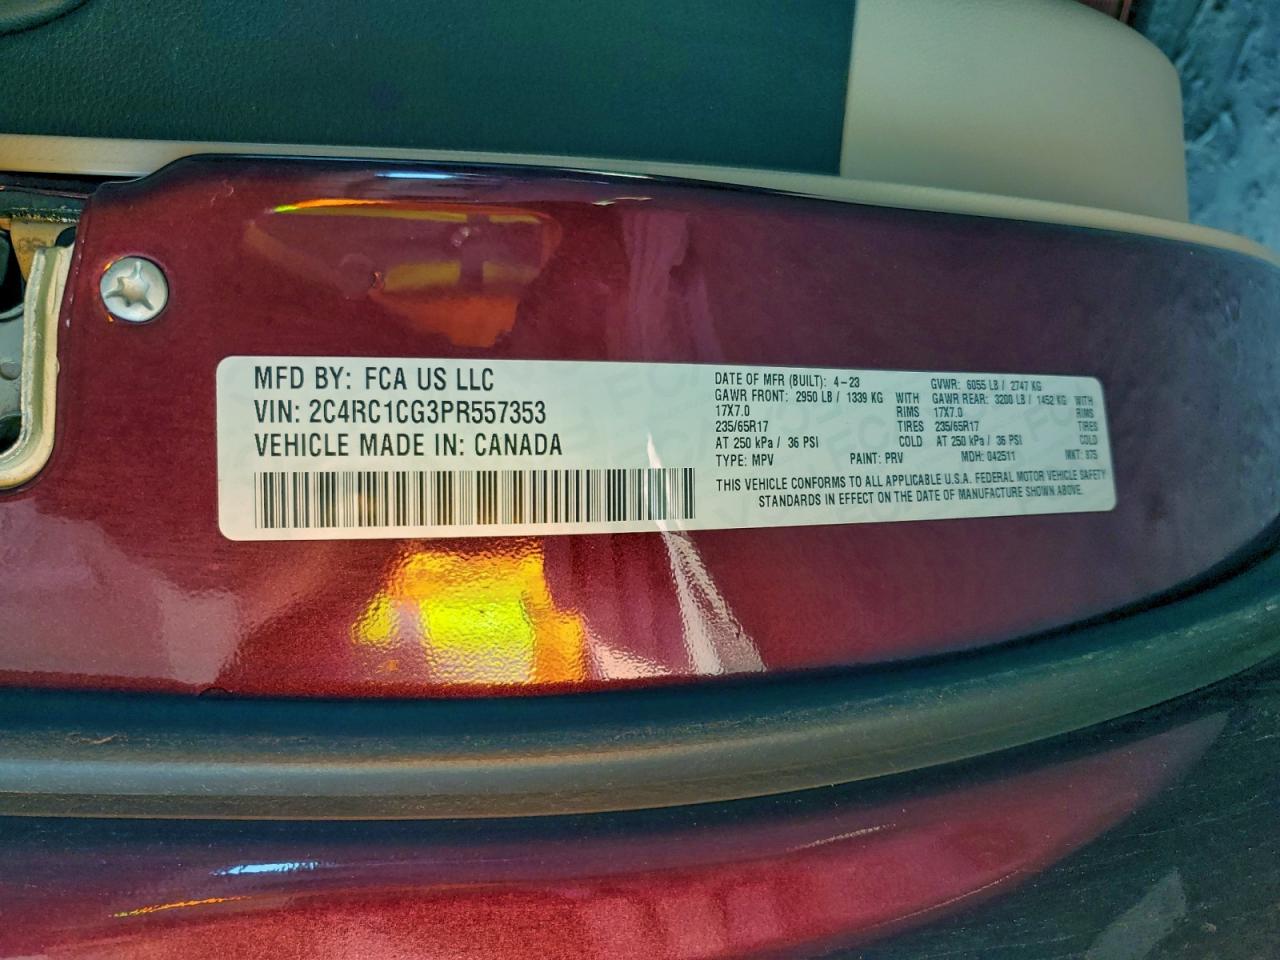 MFD BY: FCA US LLC
VIN: 2C4RC1CG3PR557353
VEHICLE MADE IN: CANADA
DATE OF MFR (BUILT): 4-23 GVWR: 6055 LB / 2747 KG
GAWR FRONT: 2950 LB / 1339 KG WITH GAWR REAR: 3200 LB / 1452 KG WITH
17X7.0 RIMS 17X7.0 RIMS
235/65R17 TIRES 235/65R17 TIRES
AT 250 kPa / 36 PSI COLD AT 250 kPa / 36 PSI COLD
TYPE: MPV PAINT: PRV MDH: 042511 MKT: 975
THIS VEHICLE CONFORMS TO ALL APPLICABLE U.S.A. FEDERAL MOTOR VEHICLE SAFETY
STANDARDS IN EFFECT ON THE DATE OF MANUFACTURE SHOWN ABOVE.